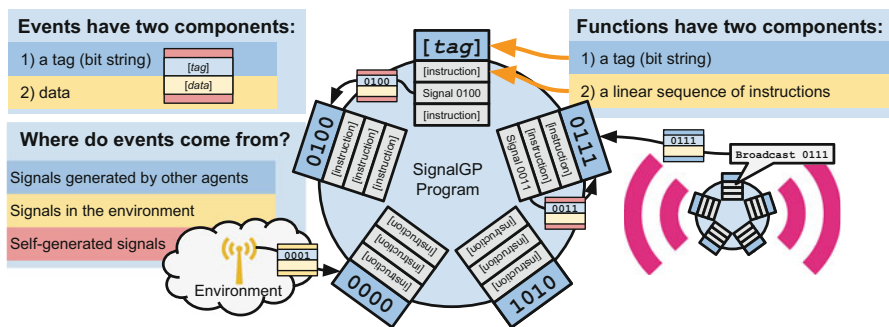 Events have two components:
1) a tag (bit string)
2) data
[tag]
[data]
Where do events come from?
Signals generated by other agents
Signals in the environment
Self-generated signals
Environment
0001
0100
[tag]
[instruction]
Signal 0100
[instruction]
0100
[instruction]
[instruction]
[instruction]
SignalGP
Program
0111
[instruction]
[instruction]
Signal 0011
0011
0000
[instruction]
[instruction]
[instruction]
1010
[instruction]
[instruction]
[instruction]
Functions have two components:
1) a tag (bit string)
2) a linear sequence of instructions
0111
Broadcast 0111